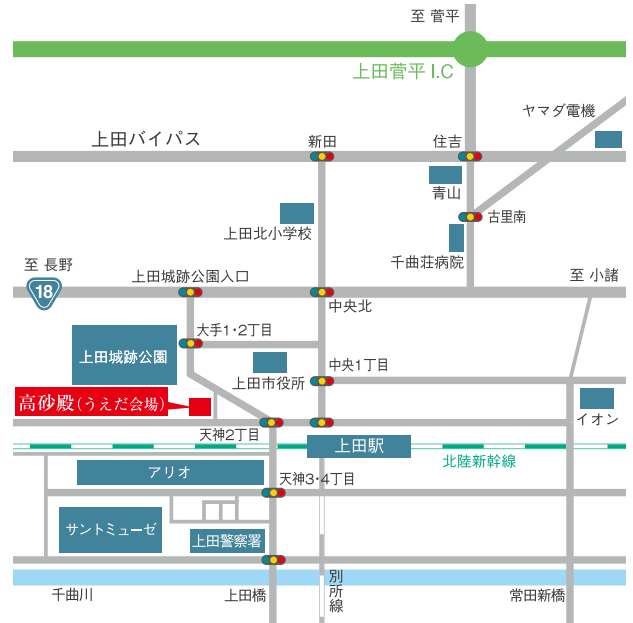 至 菅平
上田菅平 I.C
ヤマダ電機
上田バイパス
新田
住吉
青山
古里南
上田北小学校
千曲荘病院
至 長野
18
上田城跡公園入口
至 小諸
中央北
大手1・2丁目
上田城跡公園
上田市役所
中央1丁目
高砂殿(うえだ会場)
イオン
天神2丁目
上田駅
北陸新幹線
アリオ
天神3・4丁目
サントミューゼ
上田警察署
千曲川
上田橋
別所線
常田新橋